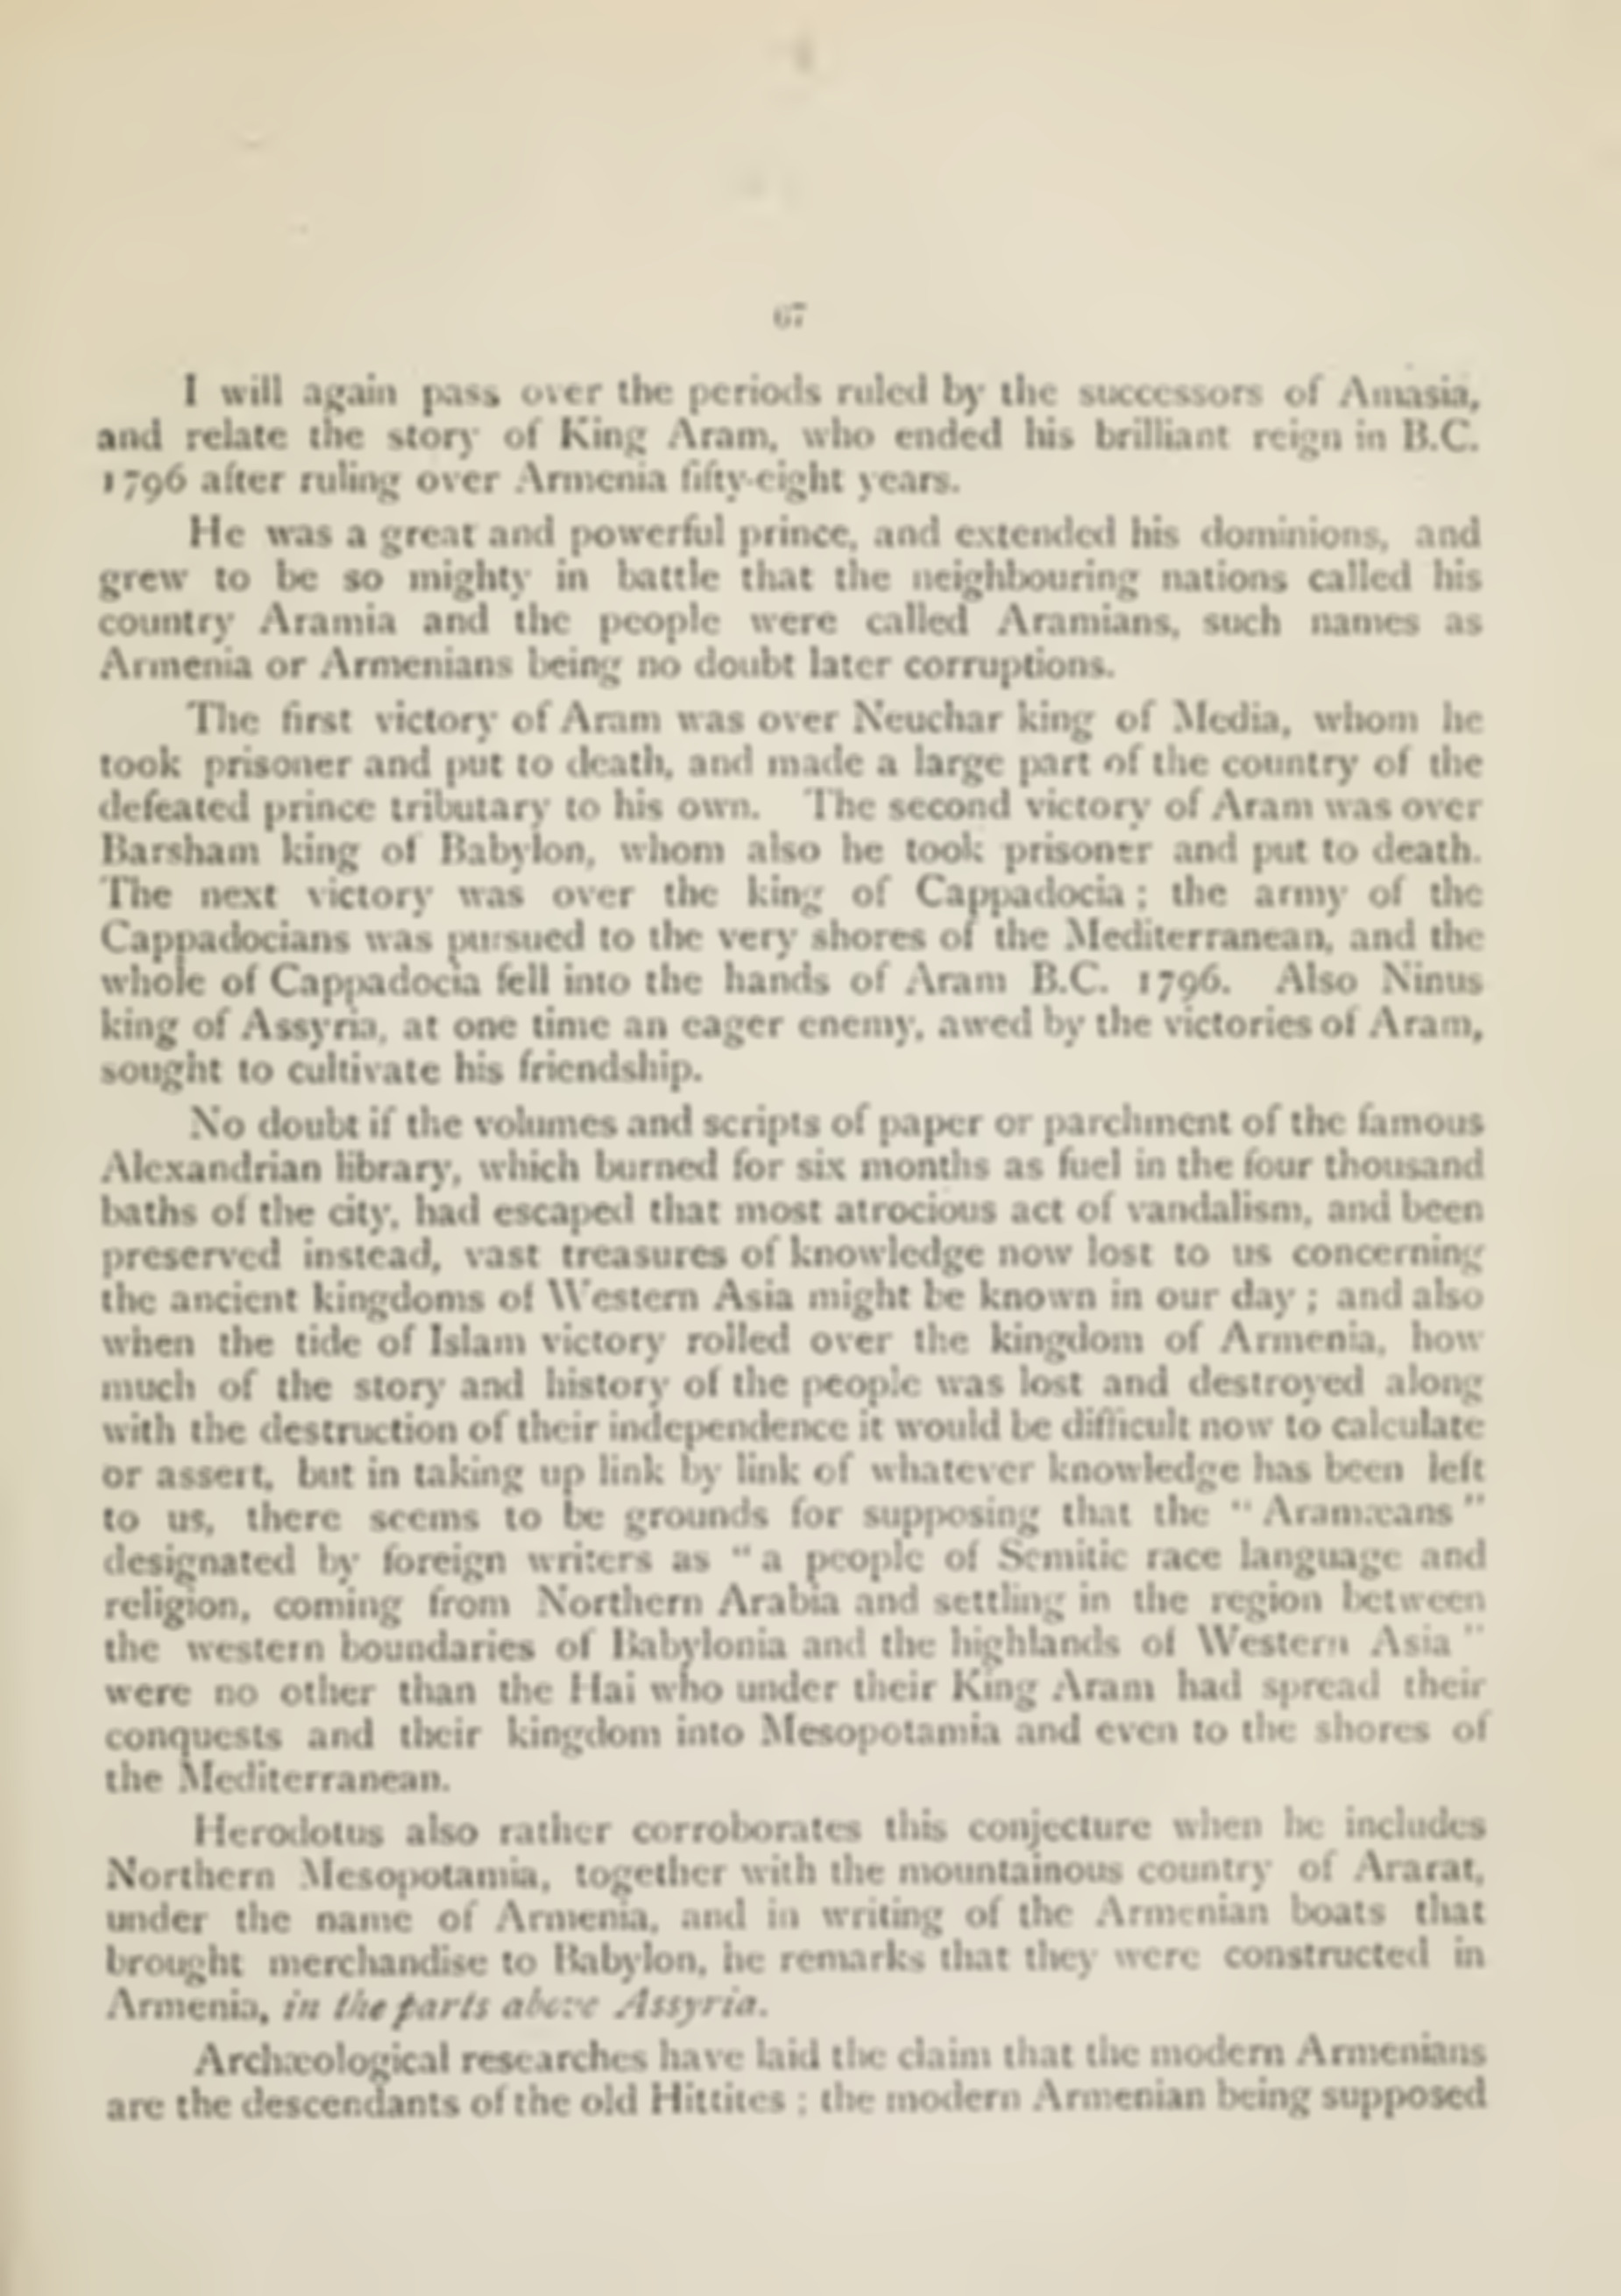 67
I will again pass over the periods ruled by the successors of Amasia,
and relate the story of King Aram, who ended his brilliant reign in B.C.
1796 after ruling over Armenia fifty-eight years.
He was a great and powerful prince, and extended his dominions, and
grew to be so mighty in battle that the neighbouring nations called his
country Aramia and the people were called Aramians, such names as
Armenia or Armenians being no doubt later corruptions.
The first victory of Aram was over Neuchar king of Media, whom he
took prisoner and put to death, and made a large part of the country of the
defeated prince tributary to his own. The second victory of Aram was over
Barsham king of Babylon, whom also he took prisoner and put to death.
The next victory was over the king of Cappadocia ; the army of the
Cappadocians was pursued to the very shores of the Mediterranean, and the
whole of Cappadocia fell into the hands of Aram B.C. 1796. Also Ninus
king of Assyria, at one time an eager enemy, awed by the victories of Aram,
sought to cultivate his friendship.
No doubt if the volumes and scripts of paper or parchment of the famous
Alexandrian library, which burned for six months as fuel in the four thousand
baths of the city, had escaped that most atrocious act of vandalism, and been
preserved instead, vast treasures of knowledge now lost to us concerning
the ancient kingdoms of Western Asia might be known in our day ; and also
when the tide of Islam victory rolled over the kingdom of Armenia, how
much of the story and history of the people was lost and destroyed along
with the destruction of their independence it would be difficult now to calculate
or assert, but in taking up link by link of whatever knowledge has been left
to us, there seems to be grounds for supposing that the “ Aramæans ”
designated by foreign writers as “ a people of Semitic race language and
religion, coming from Northern Arabia and settling in the region between
the western boundaries of Babylonia and the highlands of Western Asia ”
were no other than the Hai who under their King Aram had spread their
conquests and their kingdom into Mesopotamia and even to the shores of
the Mediterranean.
Herodotus also rather corroborates this conjecture when he includes
Northern Mesopotamia, together with the mountainous country of Ararat,
under the name of Armenia, and in writing of the Armenian boats that
brought merchandise to Babylon, he remarks that they were constructed in
Armenia, in the parts above Assyria.
Archæological researches have laid the claim that the modern Armenians
are the descendants of the old Hittites ; the modern Armenian being supposed